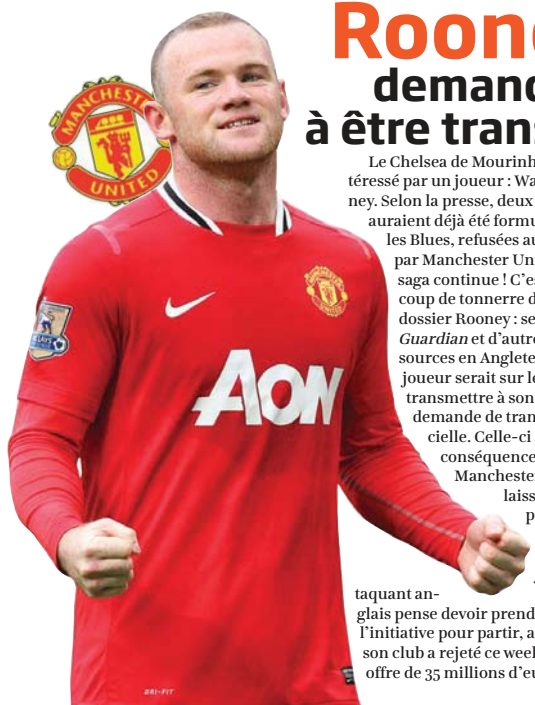 Roon
demand
à être trans
MANCHESTER
UNITED
Le Chelsea de Mourinh
téressé par un joueur : Wa
ney. Selon la presse, deux
auraient déjà été formu
les Blues, refusées au
par Manchester Uni
saga continue ! C'es
coup de tonnerre d
dossier Rooney : se
Guardian et d'autre
sources en Anglete
joueur serait sur le
transmettre à son
demande de tran
cielle. Celle-ci
conséquence
Manchester
laiss
p
AON
taquant an-
glais pense devoir prend
l'initiative pour partir, a
son club a rejeté ce week
offre de 35 millions d'eu
DRI-FIT